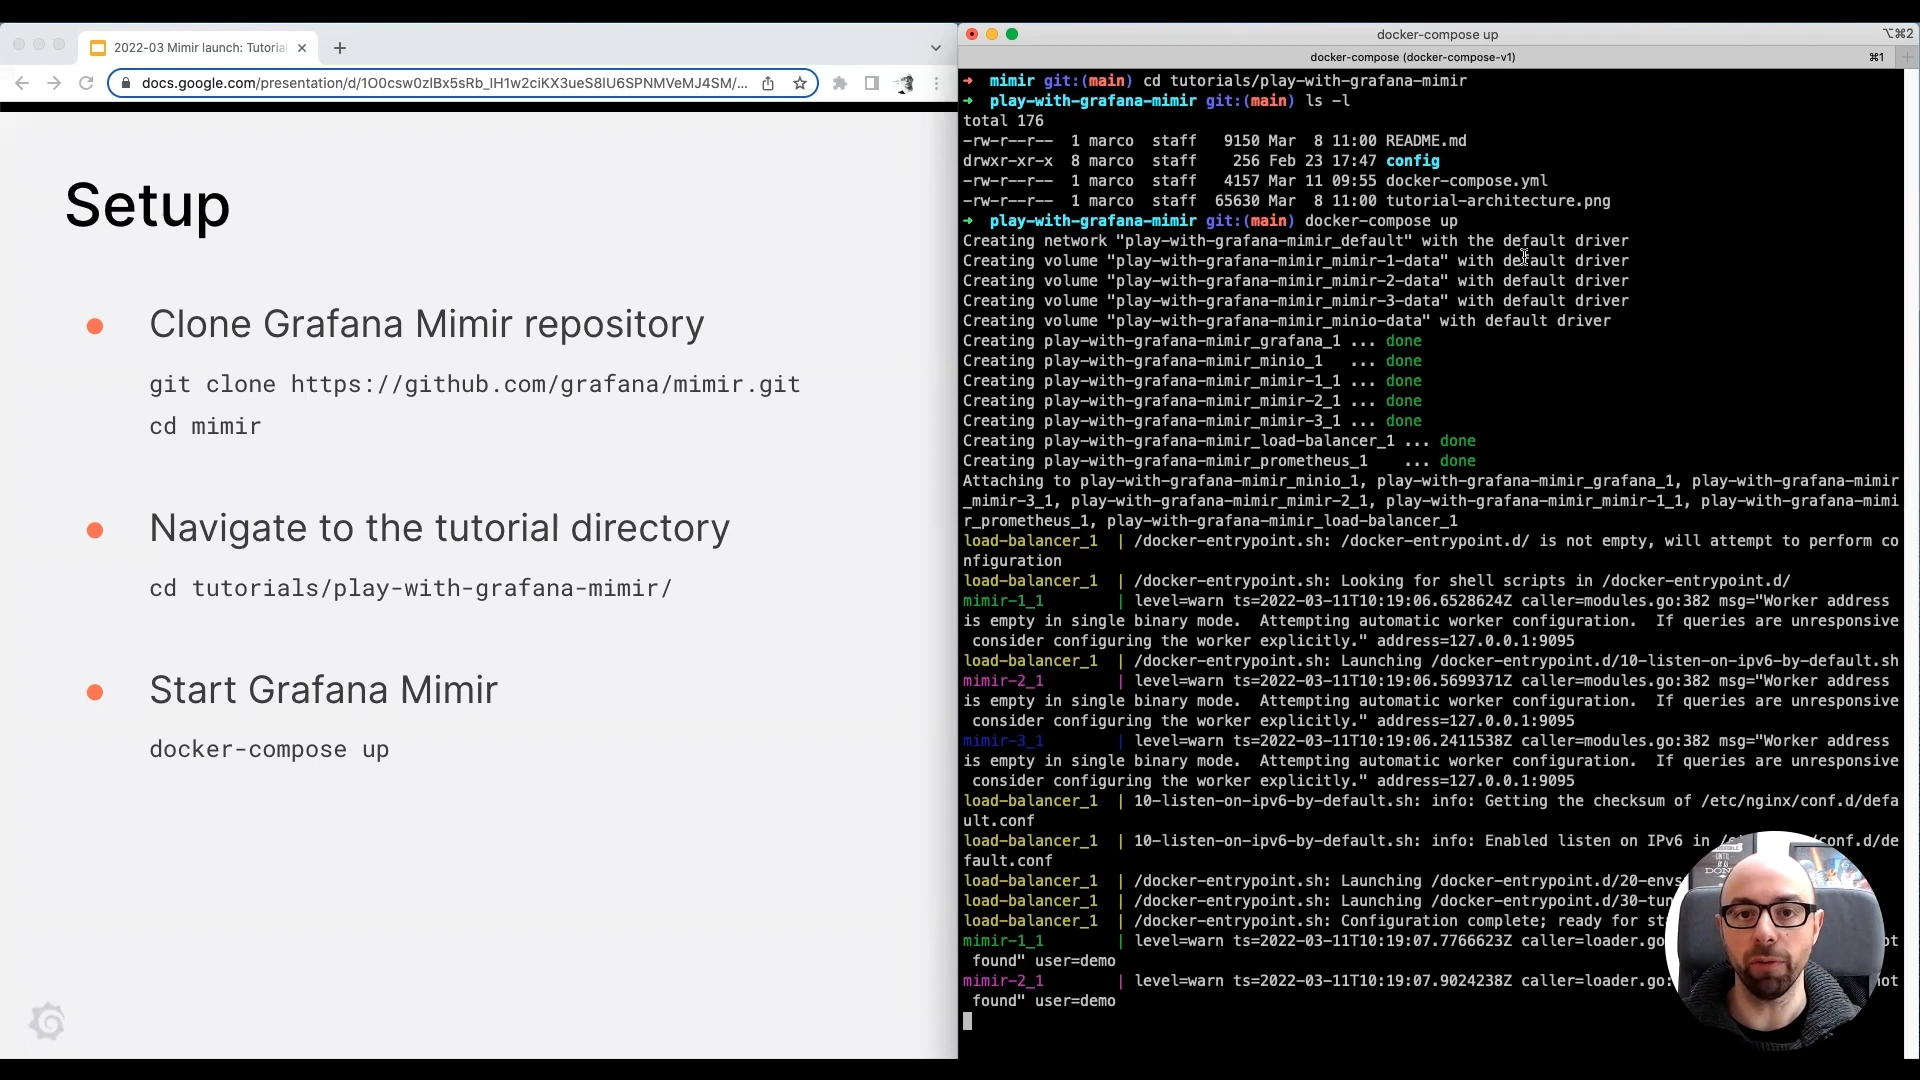 2022-03 Mimir launch: Tutoria
docs.google.com/presentation/d/1O0csw0zlBx5sRb_IH1w2ciKX3ueS8IU6SPNMVeMJ4SM/...
Setup
Clone Grafana Mimir repository
git clone https://github.com/grafana/mimir.git
cd mimir
Navigate to the tutorial directory
cd tutorials/play-with-grafana-mimir/
Start Grafana Mimir
docker-compose up
docker-compose up
⌥⌘2
docker-compose (docker-compose-v1)
⌘1
➜ mimir git:(main) cd tutorials/play-with-grafana-mimir
➜ play-with-grafana-mimir git:(main) ls -l
total 176
-rw-r--r-- 1 marco staff 9150 Mar 8 11:00 README.md
drwxr-xr-x 8 marco staff 256 Feb 23 17:47 config
-rw-r--r-- 1 marco staff 4157 Mar 11 09:55 docker-compose.yml
-rw-r--r-- 1 marco staff 65630 Mar 8 11:00 tutorial-architecture.png
➜ play-with-grafana-mimir git:(main) docker-compose up
Creating network "play-with-grafana-mimir_default" with the default driver
Creating volume "play-with-grafana-mimir_mimir-1-data" with default driver
Creating volume "play-with-grafana-mimir_mimir-2-data" with default driver
Creating volume "play-with-grafana-mimir_mimir-3-data" with default driver
Creating volume "play-with-grafana-mimir_minio-data" with default driver
Creating play-with-grafana-mimir_grafana_1 ... done
Creating play-with-grafana-mimir_minio_1 ... done
Creating play-with-grafana-mimir_mimir-1_1 ... done
Creating play-with-grafana-mimir_mimir-2_1 ... done
Creating play-with-grafana-mimir_mimir-3_1 ... done
Creating play-with-grafana-mimir_load-balancer_1 ... done
Creating play-with-grafana-mimir_prometheus_1 ... done
Attaching to play-with-grafana-mimir_minio_1, play-with-grafana-mimir_grafana_1, play-with-grafana-mimir
_mimir-3_1, play-with-grafana-mimir_mimir-2_1, play-with-grafana-mimir_mimir-1_1, play-with-grafana-mimi
r_prometheus_1, play-with-grafana-mimir_load-balancer_1
load-balancer_1 | /docker-entrypoint.sh: /docker-entrypoint.d/ is not empty, will attempt to perform co
nfiguration
load-balancer_1 | /docker-entrypoint.sh: Looking for shell scripts in /docker-entrypoint.d/
mimir-1_1 | level=warn ts=2022-03-11T10:19:06.6528624Z caller=modules.go:382 msg="Worker address
is empty in single binary mode. Attempting automatic worker configuration. If queries are unresponsive
consider configuring the worker explicitly." address=127.0.0.1:9095
load-balancer_1 | /docker-entrypoint.sh: Launching /docker-entrypoint.d/10-listen-on-ipv6-by-default.sh
mimir-2_1 | level=warn ts=2022-03-11T10:19:06.5699371Z caller=modules.go:382 msg="Worker address
is empty in single binary mode. Attempting automatic worker configuration. If queries are unresponsive
consider configuring the worker explicitly." address=127.0.0.1:9095
mimir-3_1 | level=warn ts=2022-03-11T10:19:06.2411538Z caller=modules.go:382 msg="Worker address
is empty in single binary mode. Attempting automatic worker configuration. If queries are unresponsive
consider configuring the worker explicitly." address=127.0.0.1:9095
load-balancer_1 | 10-listen-on-ipv6-by-default.sh: info: Getting the checksum of /etc/nginx/conf.d/defa
ult.conf
load-balancer_1 | 10-listen-on-ipv6-by-default.sh: info: Enabled listen on IPv6 in conf.d/de
fault.conf
load-balancer_1 | /docker-entrypoint.sh: Launching /docker-entrypoint.d/20-envs
load-balancer_1 | /docker-entrypoint.sh: Launching /docker-entrypoint.d/30-tun
load-balancer_1 | /docker-entrypoint.sh: Configuration complete; ready for st
mimir-1_1 | level=warn ts=2022-03-11T10:19:07.7766623Z caller=loader.go ot
found" user=demo
mimir-2_1 | level=warn ts=2022-03-11T10:19:07.9024238Z caller=loader.go: not
found" user=demo